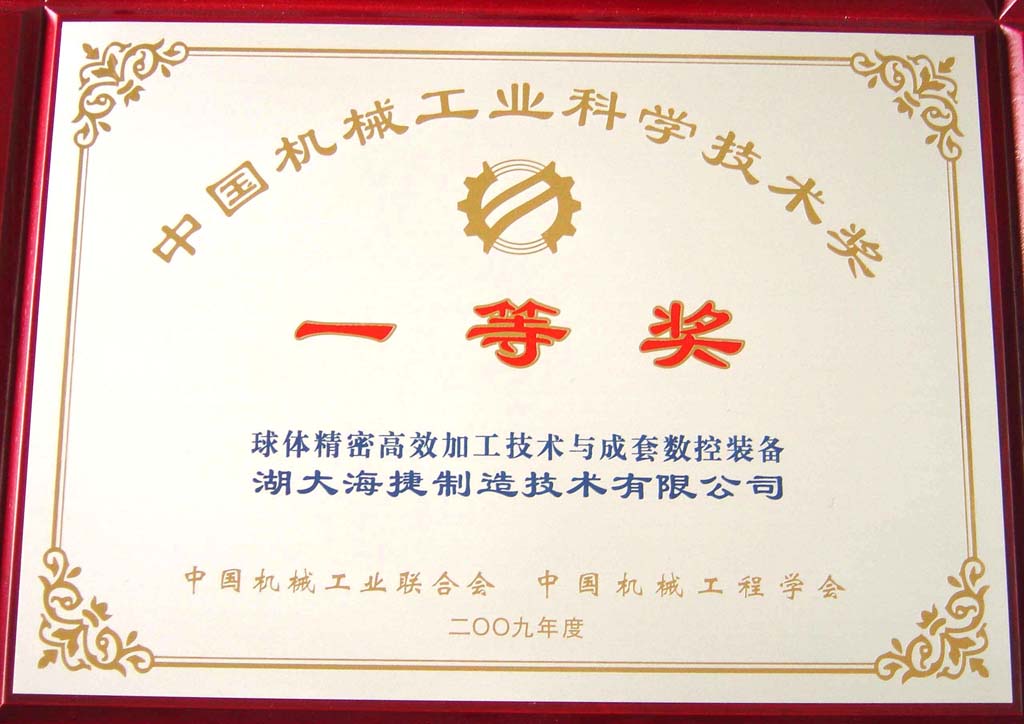 中国机械工业科学技术奖
一等奖
球体精密高效加工技术与成套数控装备
湖大海捷制造技术有限公司
中国机械工业联合会 中国机械工程学会
二〇〇九年度